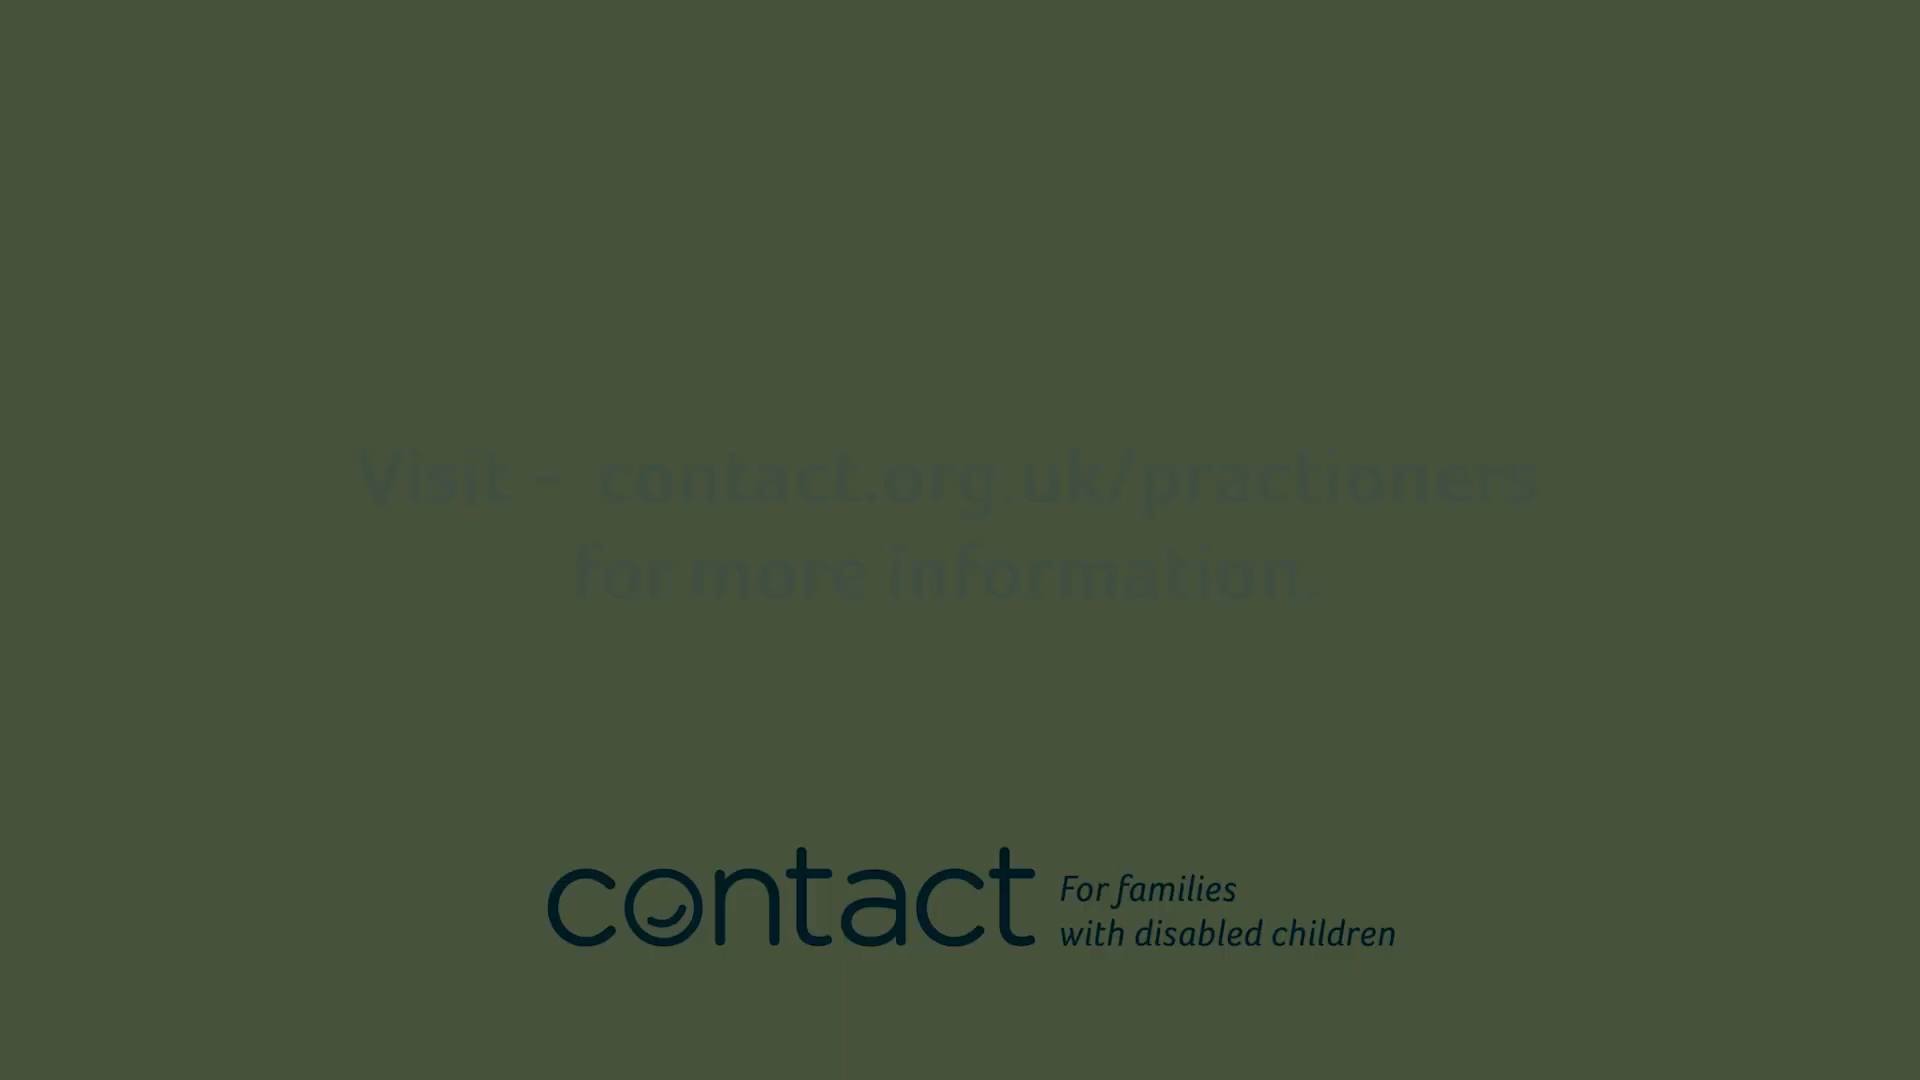 Visit - contact.org.uk/practioners
for more information.
contact For families
with disabled children